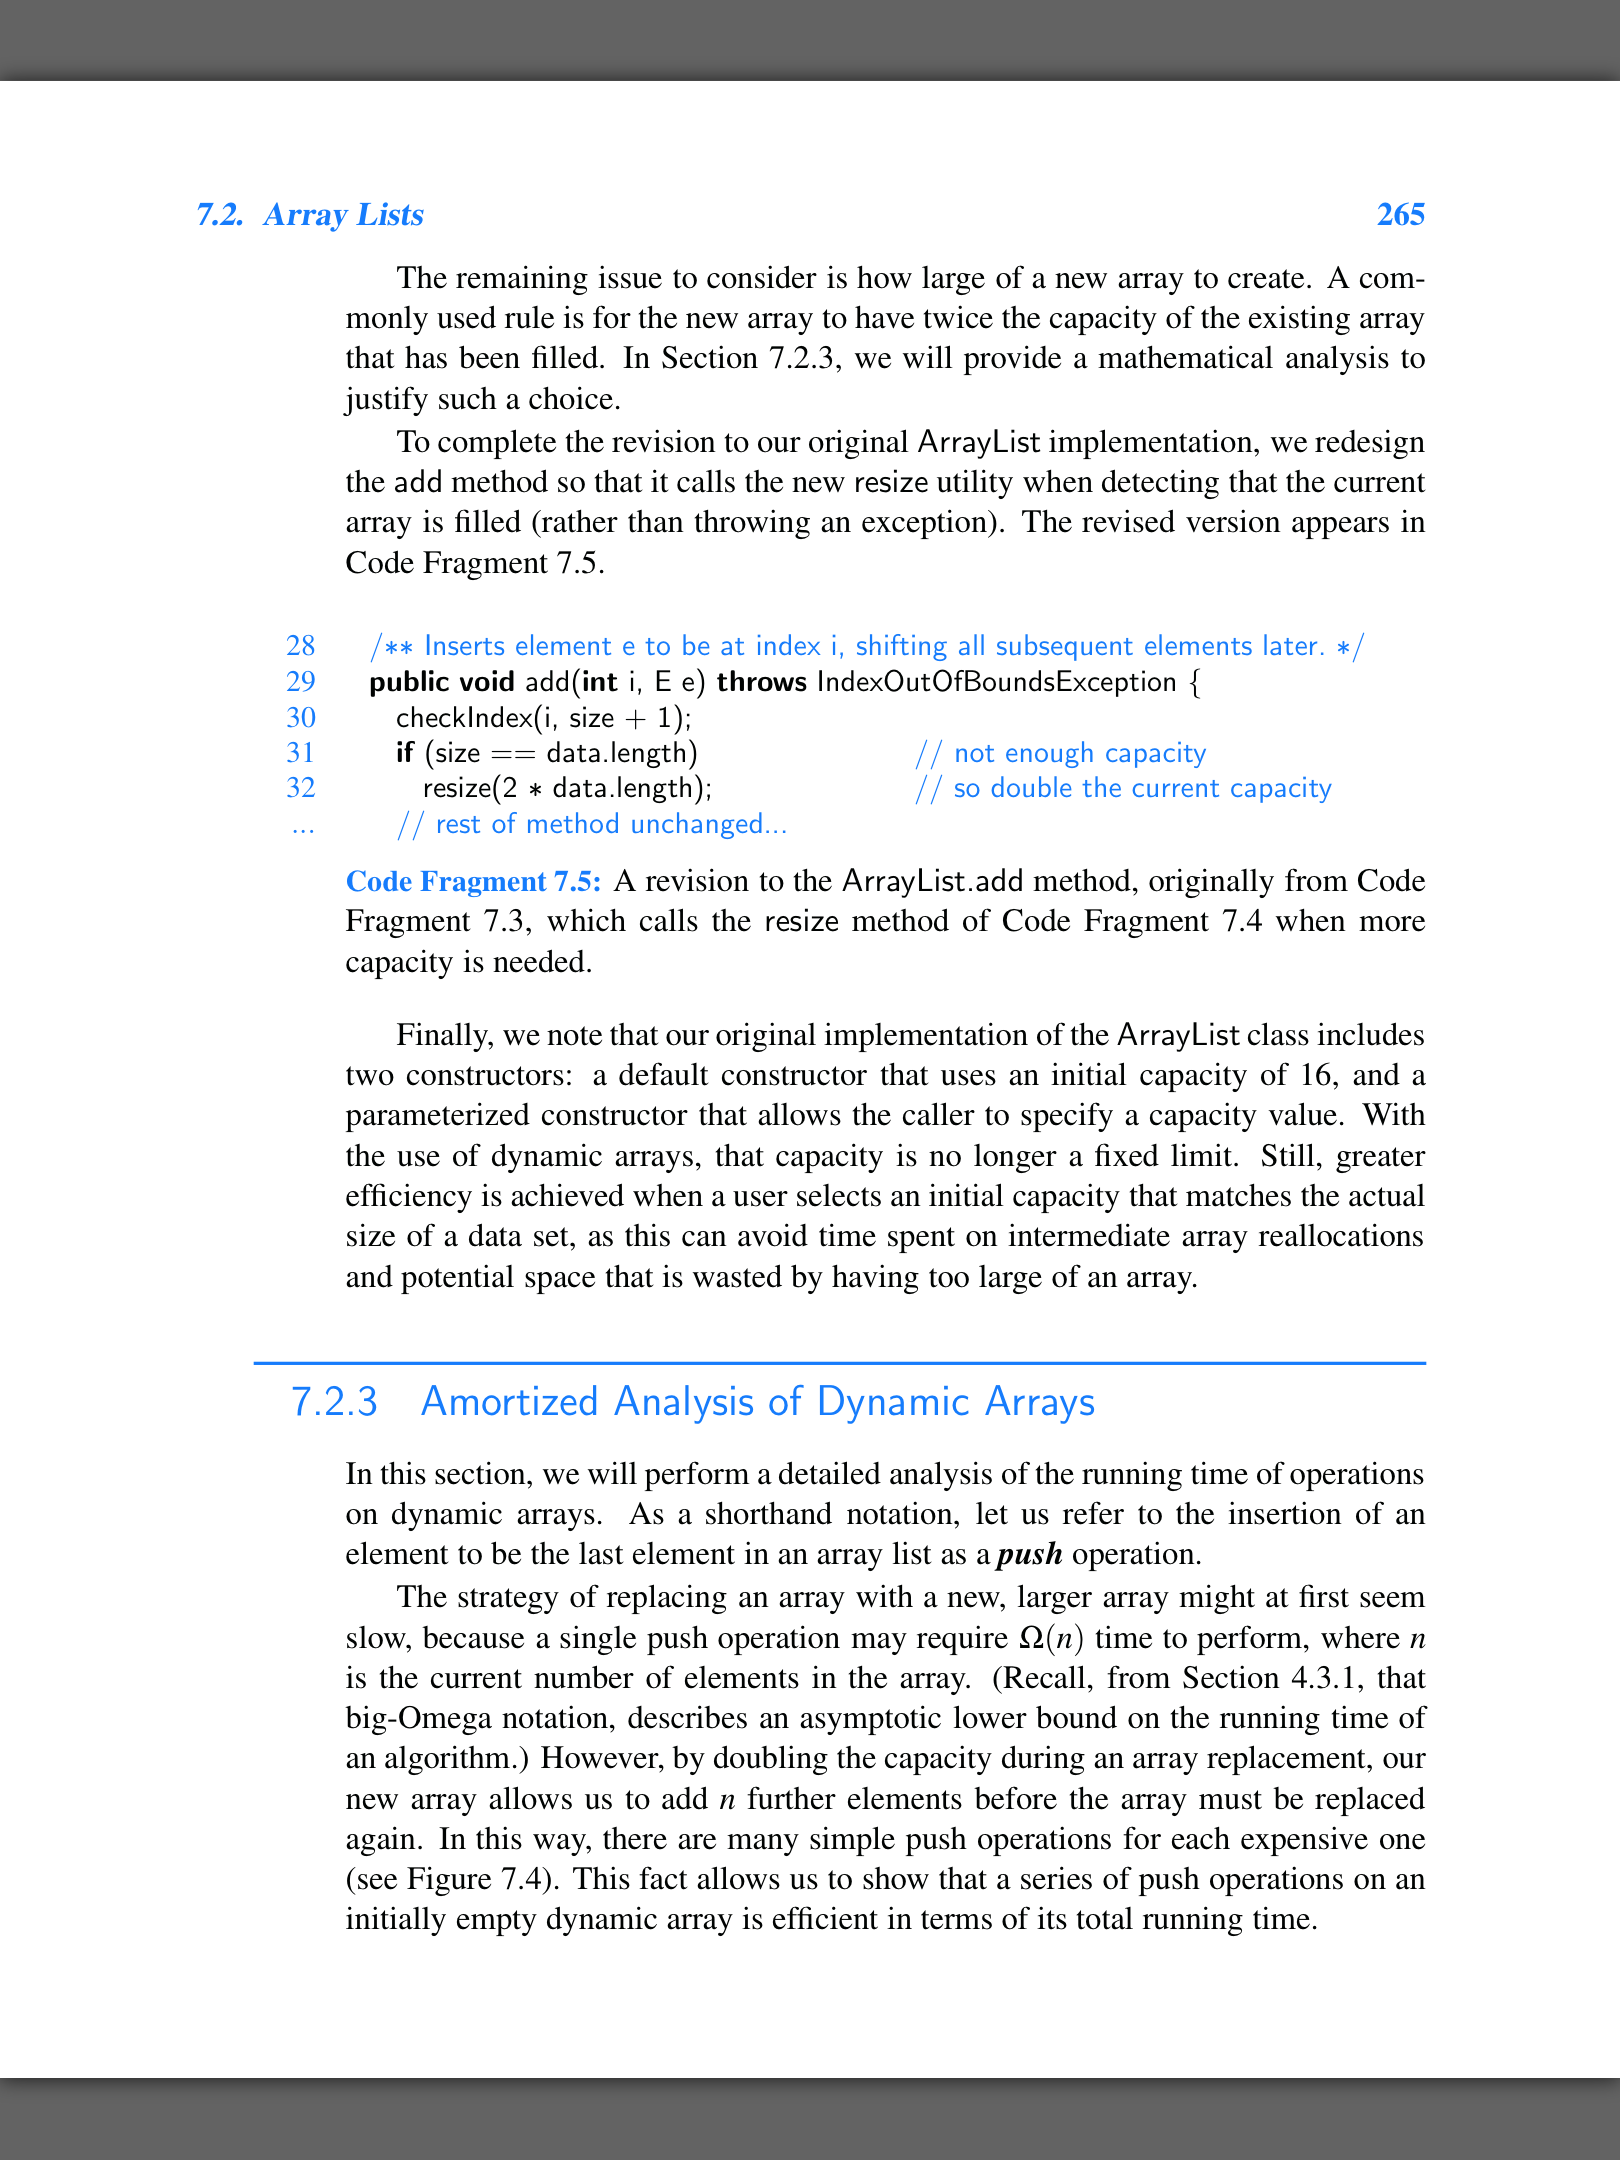 7.2. Array Lists 265
The remaining issue to consider is how large of a new array to create. A com-
monly used rule is for the new array to have twice the capacity of the existing array
that has been filled. In Section 7.2.3, we will provide a mathematical analysis to
justify such a choice.
To complete the revision to our original ArrayList implementation, we redesign
the add method so that it calls the new resize utility when detecting that the current
array is filled (rather than throwing an exception). The revised version appears in
Code Fragment 7.5.
28 /** Inserts element e to be at index i, shifting all subsequent elements later. */
29 public void add(int i, E e) throws IndexOutOfBoundsException {
30 checkIndex(i, size + 1);
31 if (size == data.length) // not enough capacity
32 resize(2 * data.length); // so double the current capacity
... // rest of method unchanged...
Code Fragment 7.5: A revision to the ArrayList.add method, originally from Code
Fragment 7.3, which calls the resize method of Code Fragment 7.4 when more
capacity is needed.
Finally, we note that our original implementation of the ArrayList class includes
two constructors: a default constructor that uses an initial capacity of 16, and a
parameterized constructor that allows the caller to specify a capacity value. With
the use of dynamic arrays, that capacity is no longer a fixed limit. Still, greater
efficiency is achieved when a user selects an initial capacity that matches the actual
size of a data set, as this can avoid time spent on intermediate array reallocations
and potential space that is wasted by having too large of an array.
7.2.3 Amortized Analysis of Dynamic Arrays
In this section, we will perform a detailed analysis of the running time of operations
on dynamic arrays. As a shorthand notation, let us refer to the insertion of an
element to be the last element in an array list as a push operation.
The strategy of replacing an array with a new, larger array might at first seem
slow, because a single push operation may require Ω(n) time to perform, where n
is the current number of elements in the array. (Recall, from Section 4.3.1, that
big-Omega notation, describes an asymptotic lower bound on the running time of
an algorithm.) However, by doubling the capacity during an array replacement, our
new array allows us to add n further elements before the array must be replaced
again. In this way, there are many simple push operations for each expensive one
(see Figure 7.4). This fact allows us to show that a series of push operations on an
initially empty dynamic array is efficient in terms of its total running time.